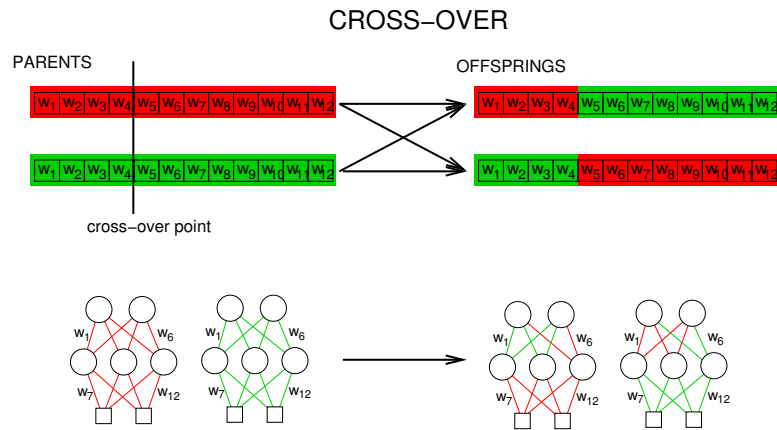 CROSS−OVER
PARENTS
OFFSPRINGS
w1 w2 w3 w4 w5 w6 w7 w8 w9 w10 w11 w12
w1 w2 w3 w4 w5 w6 w7 w8 w9 w10 w11 w12
w1 w2 w3 w4 w5 w6 w7 w8 w9 w10 w11 w12
w1 w2 w3 w4 w5 w6 w7 w8 w9 w10 w11 w12
cross−over point
w1 w6 w1 w6 w1 w6 w1 w6
w7 w12 w7 w12 w7 w12 w7 w12